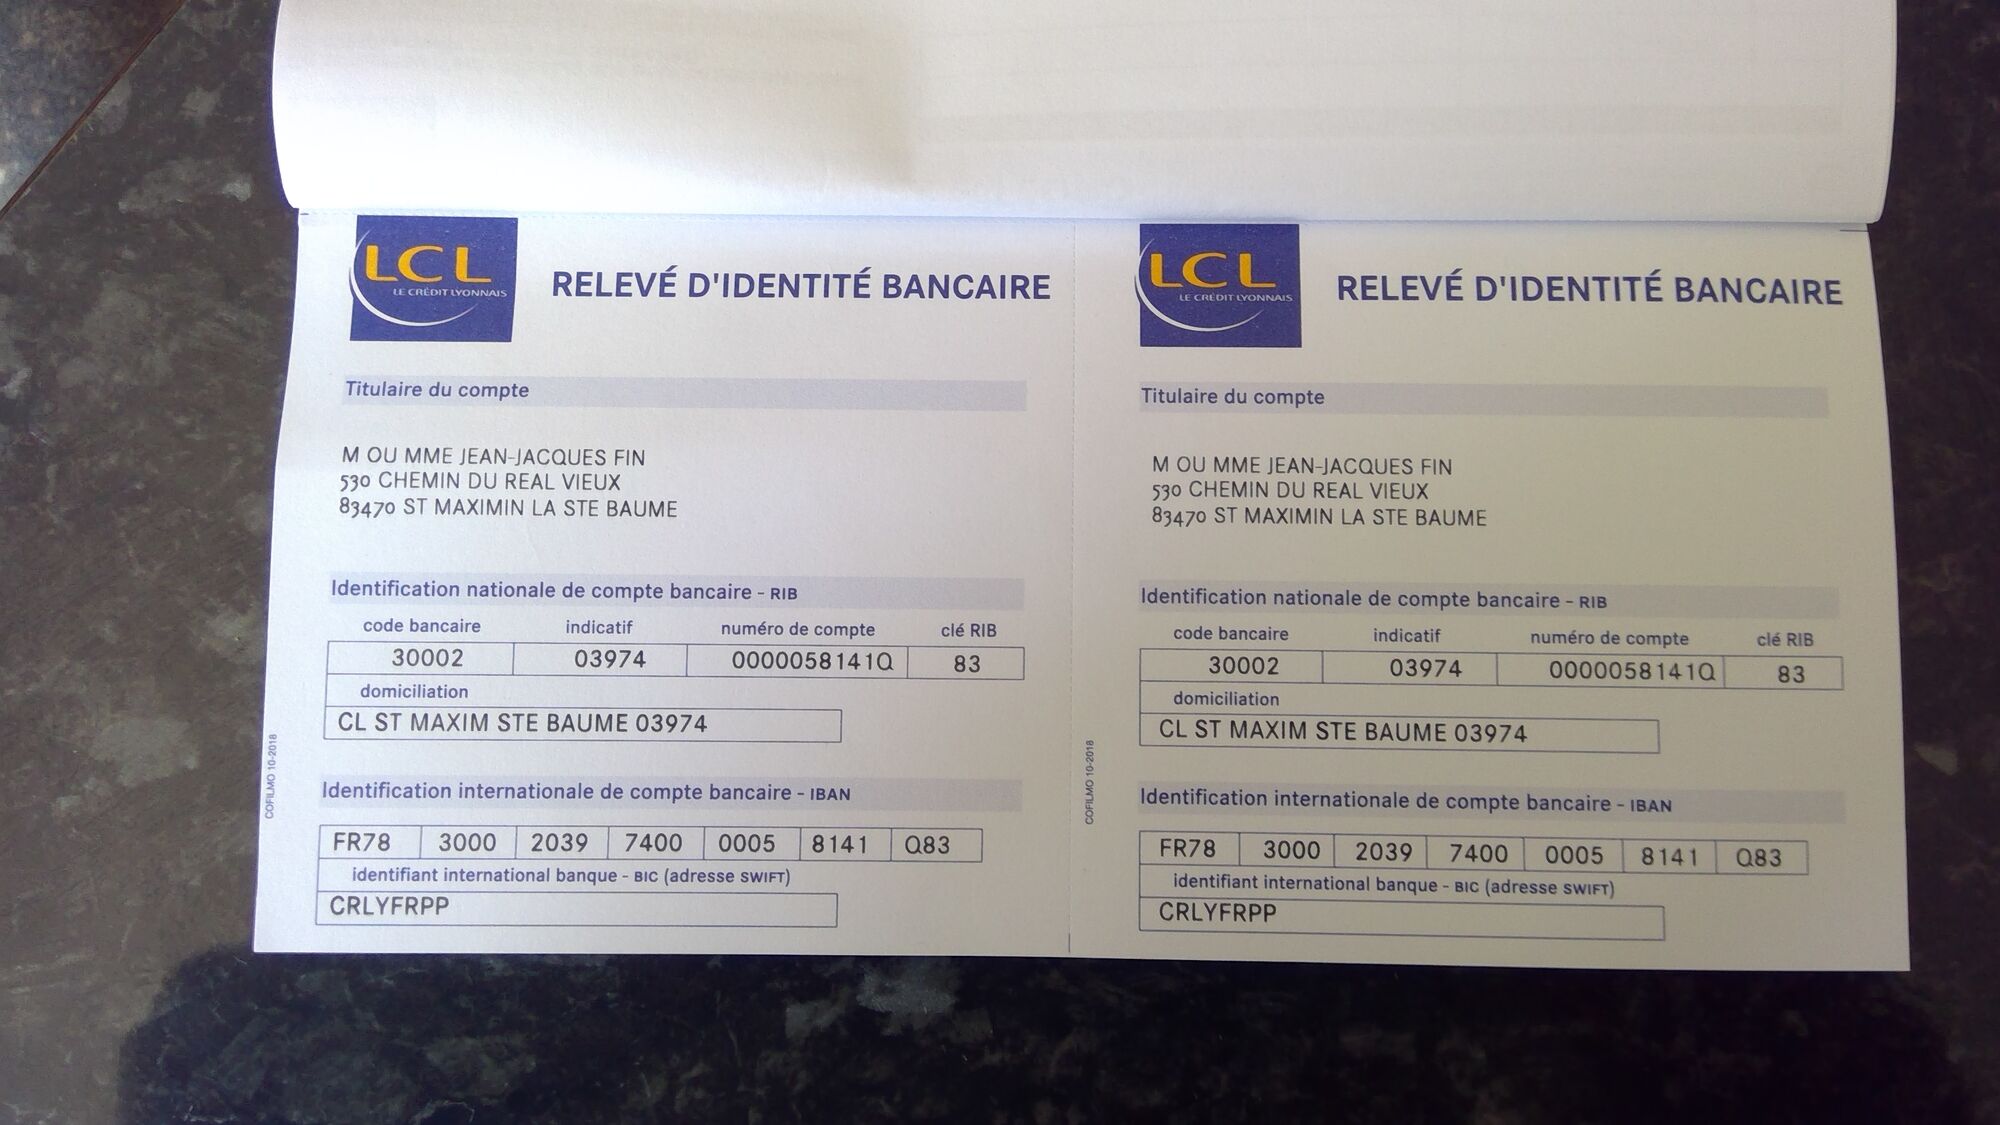 LCL
LE CRÉDIT LYONNAIS
RELEVÉ D'IDENTITÉ BANCAIRE
Titulaire du compte
M OU MME JEAN-JACQUES FIN
530 CHEMIN DU REAL VIEUX
83470 ST MAXIMIN LA STE BAUME
Identification nationale de compte bancaire - RIB
code bancaire indicatif numéro de compte clé RIB
30002 03974 0000058141Q 83
domiciliation
CL ST MAXIM STE BAUME 03974
Identification internationale de compte bancaire - IBAN
FR78 3000 2039 7400 0005 8141 Q83
identifiant international banque - BIC (adresse SWIFT)
CRLYFRPP
COFILMO 10-2018
LCL
LE CRÉDIT LYONNAIS
RELEVÉ D'IDENTITÉ BANCAIRE
Titulaire du compte
M OU MME JEAN-JACQUES FIN
530 CHEMIN DU REAL VIEUX
83470 ST MAXIMIN LA STE BAUME
Identification nationale de compte bancaire - RIB
code bancaire indicatif numéro de compte clé RIB
30002 03974 0000058141Q 83
domiciliation
CL ST MAXIM STE BAUME 03974
Identification internationale de compte bancaire - IBAN
FR78 3000 2039 7400 0005 8141 Q83
identifiant international banque - BIC (adresse SWIFT)
CRLYFRPP
COFILMO 10-2018